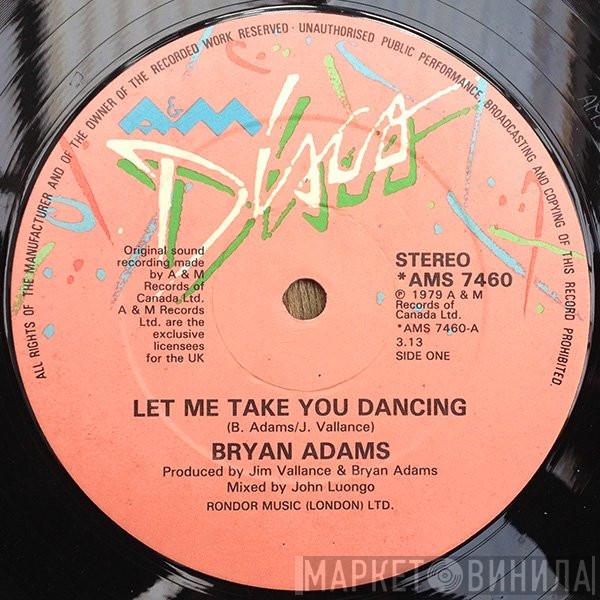 ALL RIGHTS OF THE MANUFACTURER AND OF THE OWNER OF THE RECORDED WORK RESERVED · UNAUTHORISED PUBLIC PERFORMANCE, BROADCASTING AND COPYING OF THIS RECORD PROHIBITED.
A&M
Disco
Original sound
recording made
by A & M
Records of
Canada Ltd.
A & M Records
Ltd. are the
exclusive
licensees
for the UK
STEREO
*AMS 7460
℗ 1979 A & M
Records of
Canada Ltd.
*AMS 7460-A
3.13
SIDE ONE
LET ME TAKE YOU DANCING
(B. Adams/J. Vallance)
BRYAN ADAMS
Produced by Jim Vallance & Bryan Adams
Mixed by John Luongo
RONDOR MUSIC (LONDON) LTD.
МАРКЕТ ВИНИЛА